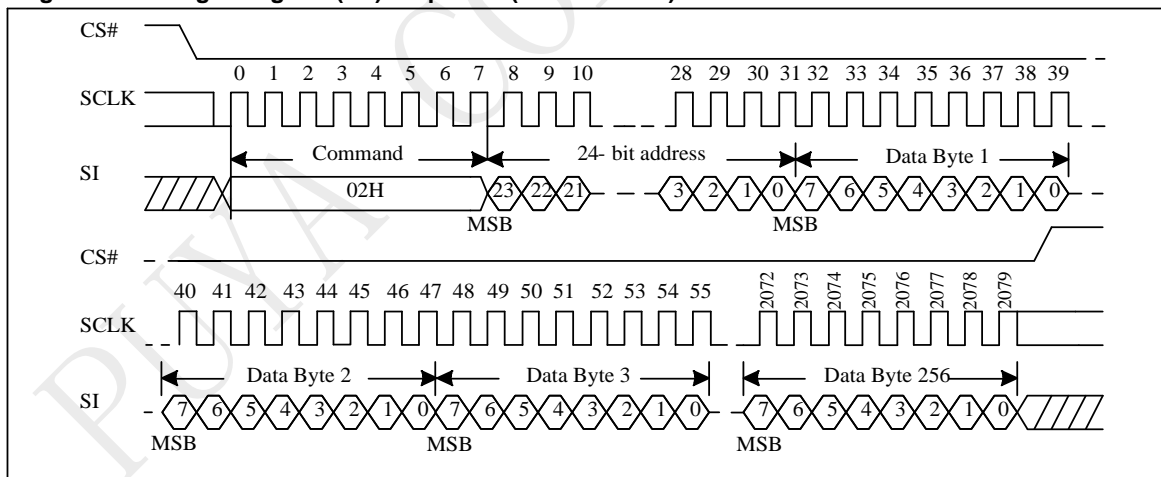 CS#
0 1 2 3 4 5 6 7 8 9 10 28 29 30 31 32 33 34 35 36 37 38 39
SCLK
Command 24- bit address Data Byte 1
SI
02H 23 22 21 3 2 1 0 7 6 5 4 3 2 1 0
MSB MSB
CS#
40 41 42 43 44 45 46 47 48 49 50 51 52 53 54 55 2072 2073 2074 2075 2076 2077 2078 2079
SCLK
Data Byte 2 Data Byte 3 Data Byte 256
SI
7 6 5 4 3 2 1 0 7 6 5 4 3 2 1 0 7 6 5 4 3 2 1 0
MSB MSB MSB
PUYA